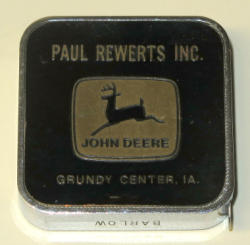 PAUL REWERTS INC.
JOHN DEERE
GRUNDY CENTER, IA.
BARLOW